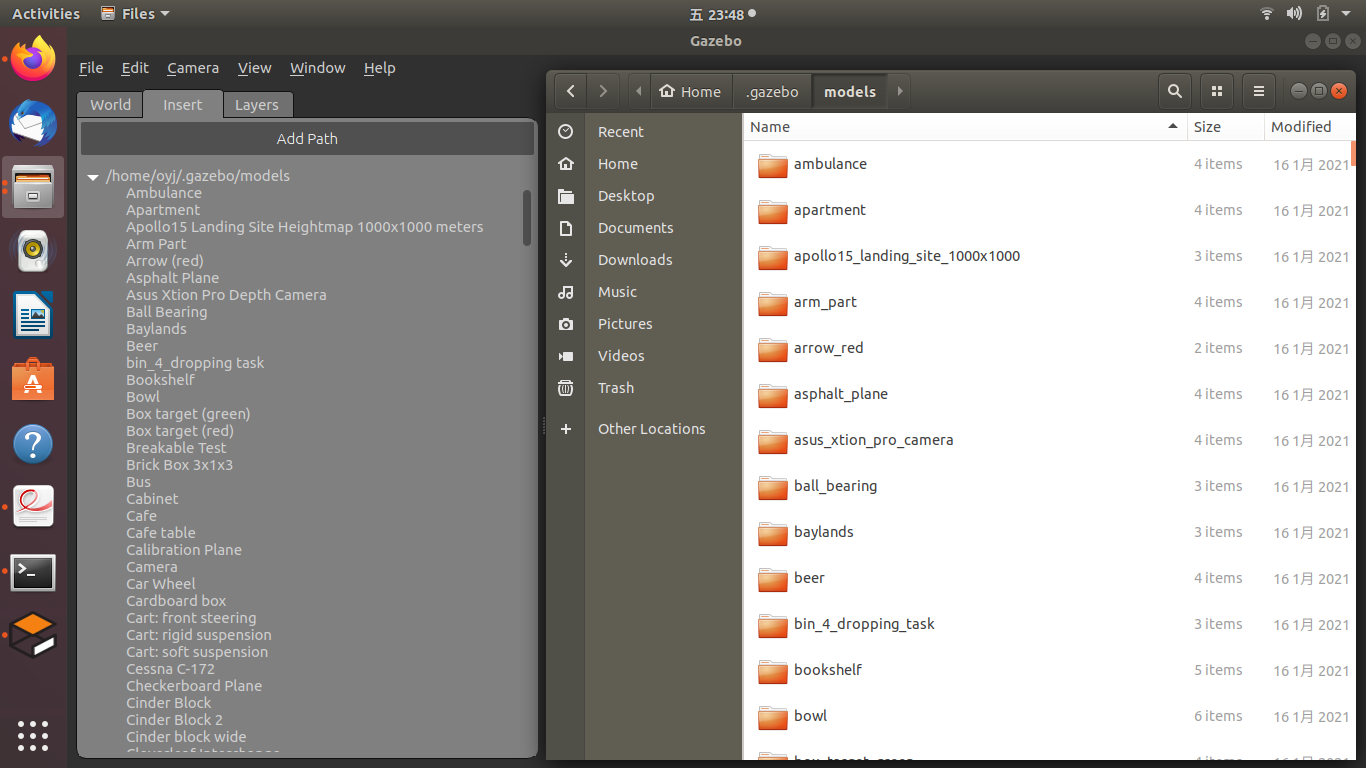 Activities Files 五 23:48
Gazebo
File Edit Camera View Window Help
World Insert Layers
Add Path
/home/oyj/.gazebo/models
Ambulance
Apartment
Apollo15 Landing Site Heightmap 1000x1000 meters
Arm Part
Arrow (red)
Asphalt Plane
Asus Xtion Pro Depth Camera
Ball Bearing
Baylands
Beer
bin_4_dropping task
Bookshelf
Bowl
Box target (green)
Box target (red)
Breakable Test
Brick Box 3x1x3
Bus
Cabinet
Cafe
Cafe table
Calibration Plane
Camera
Car Wheel
Cardboard box
Cart: front steering
Cart: rigid suspension
Cart: soft suspension
Cessna C-172
Checkerboard Plane
Cinder Block
Cinder Block 2
Cinder block wide
Home .gazebo models
Recent
Home
Desktop
Documents
Downloads
Music
Pictures
Videos
Trash
Other Locations
Name Size Modified
ambulance 4 items 16 1月 2021
apartment 4 items 16 1月 2021
apollo15_landing_site_1000x1000 3 items 16 1月 2021
arm_part 4 items 16 1月 2021
arrow_red 2 items 16 1月 2021
asphalt_plane 4 items 16 1月 2021
asus_xtion_pro_camera 4 items 16 1月 2021
ball_bearing 3 items 16 1月 2021
baylands 3 items 16 1月 2021
beer 4 items 16 1月 2021
bin_4_dropping_task 3 items 16 1月 2021
bookshelf 5 items 16 1月 2021
bowl 6 items 16 1月 2021